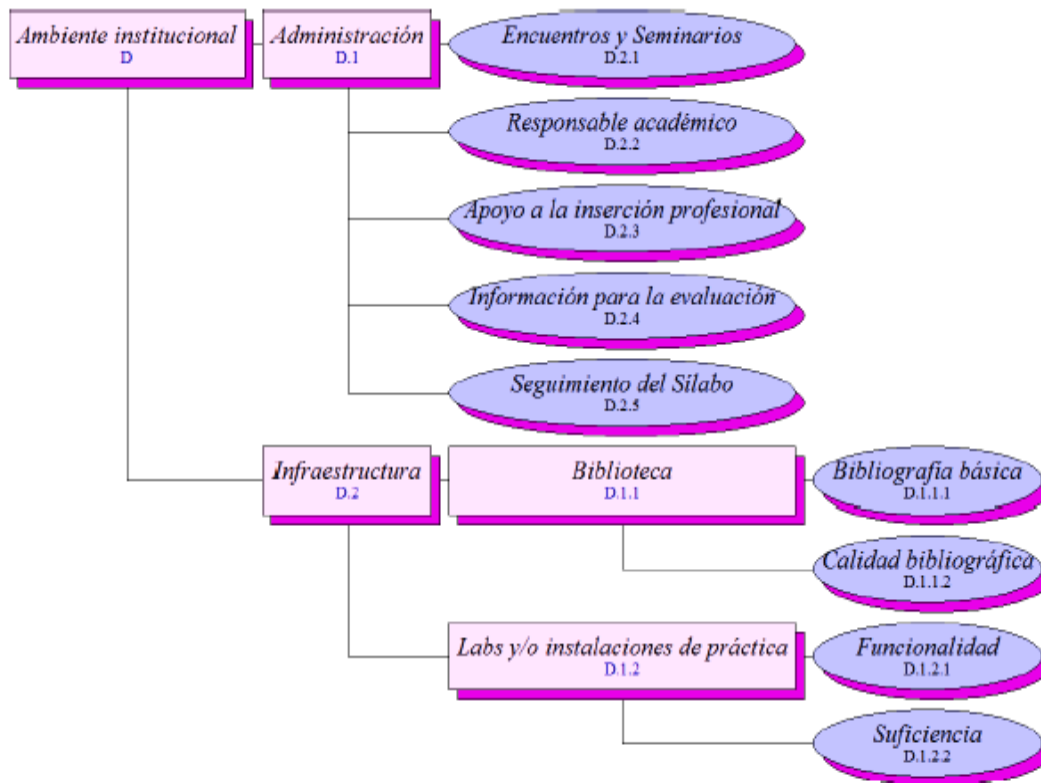 Ambiente institucional
D
Administración
D.1
Encuentros y Seminarios
D.2.1
Responsable académico
D.2.2
Apoyo a la inserción profesional
D.2.3
Información para la evaluación
D.2.4
Seguimiento del Sílabo
D.2.5
Infraestructura
D.2
Biblioteca
D.1.1
Bibliografía básica
D.1.1.1
Calidad bibliográfica
D.1.1.2
Labs y/o instalaciones de práctica
D.1.2
Funcionalidad
D.1.2.1
Suficiencia
D.1.2.2